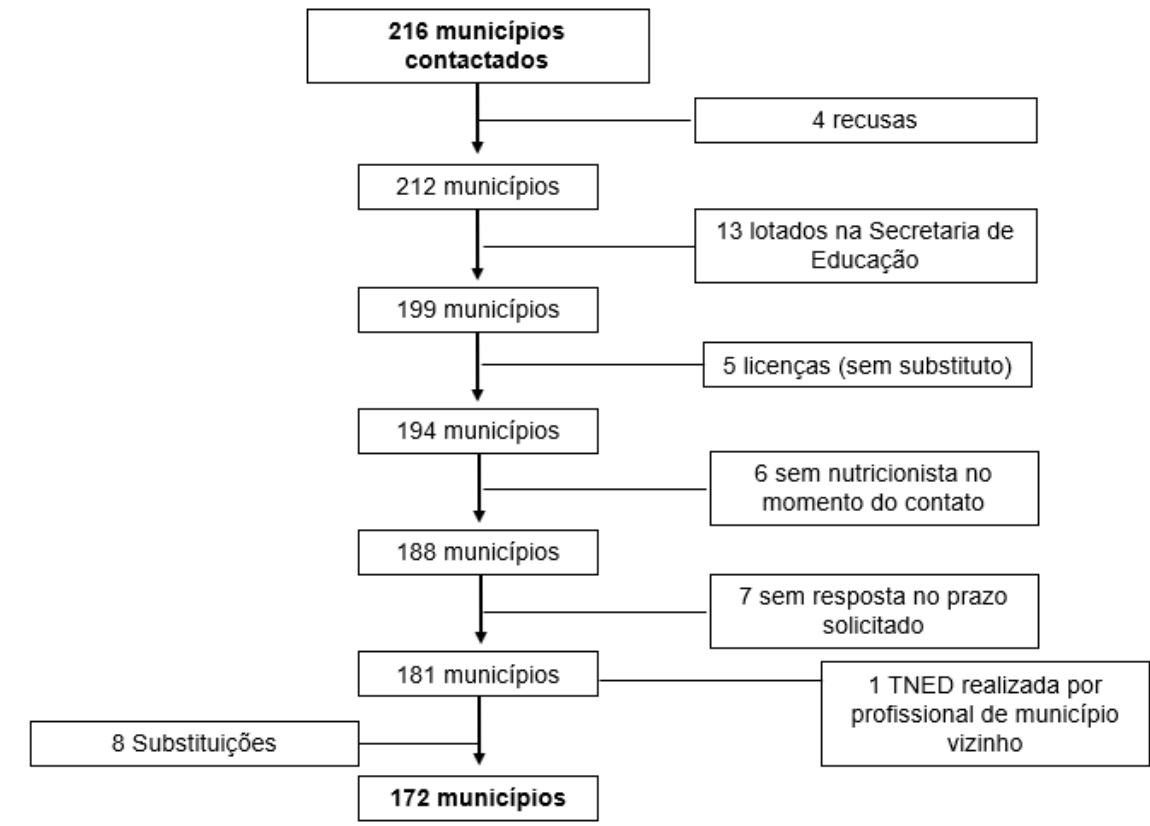 216 municípios
contactados
4 recusas
212 municípios
13 lotados na Secretaria de
Educação
199 municípios
5 licenças (sem substituto)
194 municípios
6 sem nutricionista no
momento do contato
188 municípios
7 sem resposta no prazo
solicitado
181 municípios
1 TNED realizada por
profissional de município
vizinho
8 Substituições
172 municípios